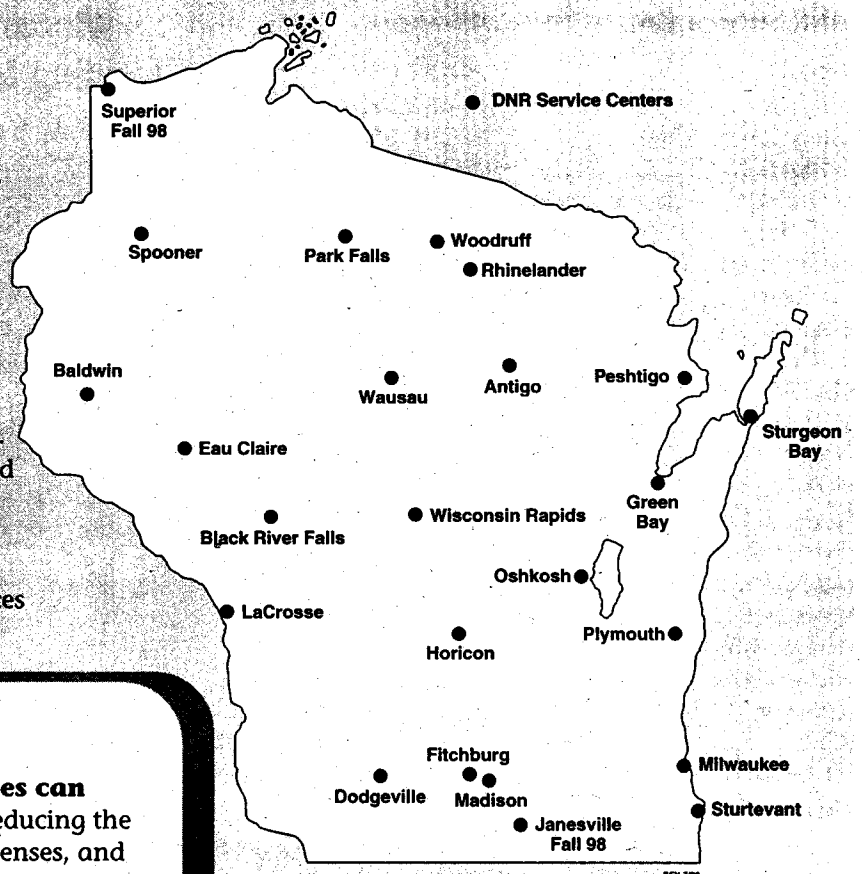 DNR Service Centers
Superior
Fall 98
Spooner
Park Falls
Woodruff
Rhinelander
Baldwin
Wausau
Antigo
Peshtigo
Sturgeon
Bay
Eau Claire
Green
Bay
Black River Falls
Wisconsin Rapids
Oshkosh
LaCrosse
Horicon
Plymouth
Fitchburg
Milwaukee
Dodgeville
Madison
Sturtevant
Janesville
Fall 98
es can
educing the
enses, and